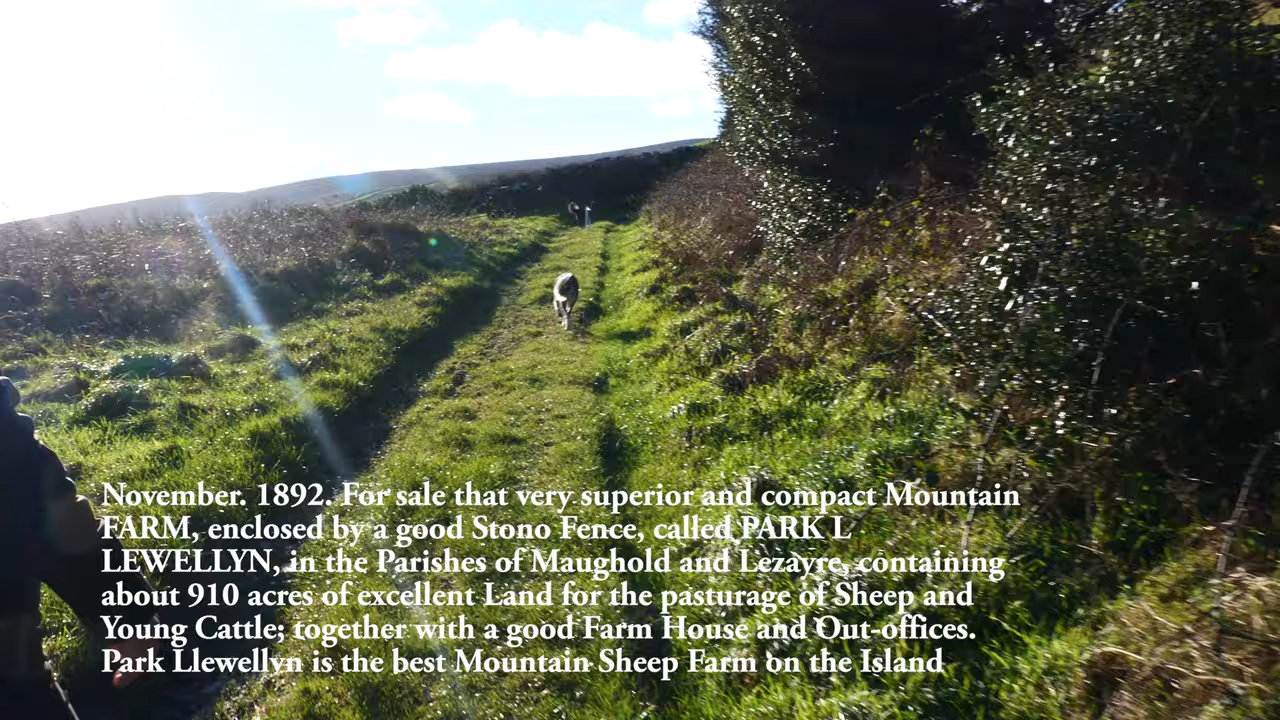 November. 1892. For sale that very superior and compact Mountain
FARM, enclosed by a good Stono Fence, called PARK L
LEWELLYN, in the Parishes of Maughold and Lezayre, containing
about 910 acres of excellent Land for the pasturage of Sheep and
Young Cattle; together with a good Farm House and Out-offices.
Park Llewellyn is the best Mountain Sheep Farm on the Island